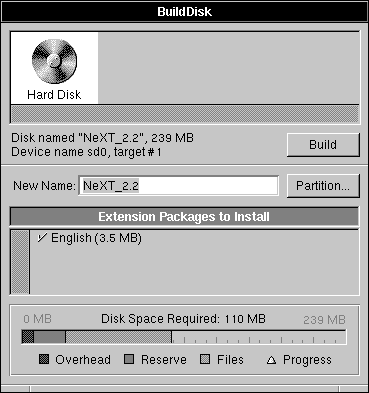 BuildDisk
Hard Disk
Disk named "NeXT_2.2", 239 MB
Device name sd0, target #1
Build
New Name: NeXT_2.2 Partition...
Extension Packages to Install
English (3.5 MB)
0 MB Disk Space Required: 110 MB 239 MB
Overhead Reserve Files Progress